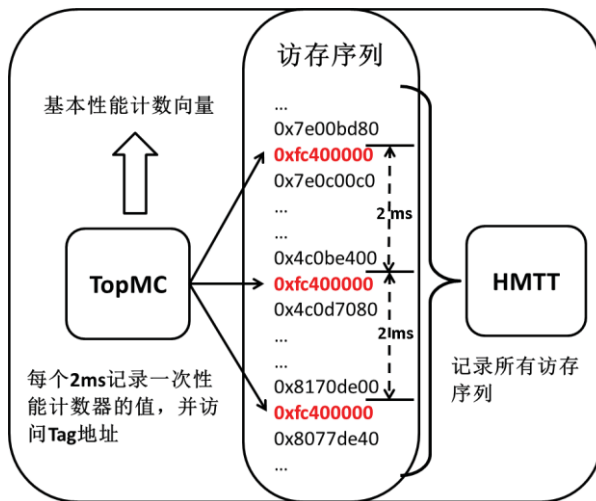 访存序列
基本性能计数向量
...
0x7e00bd80
0xfc400000
0x7e0c00c0
...
...
0x4c0be400
0xfc400000
0x4c0d7080
...
...
0x8170de00
0xfc400000
0x8077de40
...
2 ms
2 ms
TopMC
HMTT
每个2ms记录一次性
能计数器的值，并访
问Tag地址
记录所有访存
序列